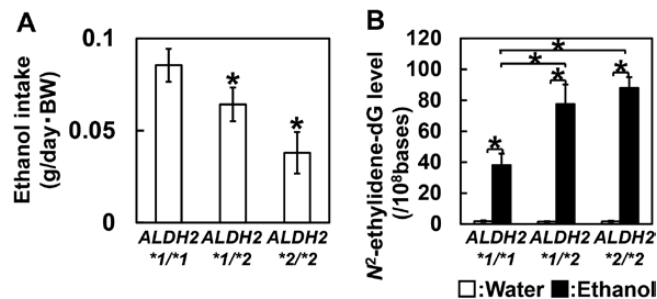 A
Ethanol intake
(g/day·BW)
0.1
0.05
0
*
*
ALDH2 ALDH2 ALDH2
*1/*1 *1/*2 *2/*2
B
N²-ethylidene-dG level
(/10⁸bases)
120
100
80
60
40
20
0
*
*
*
*
*
ALDH2 ALDH2 ALDH2
*1/*1 *1/*2 *2/*2
□:Water ■:Ethanol